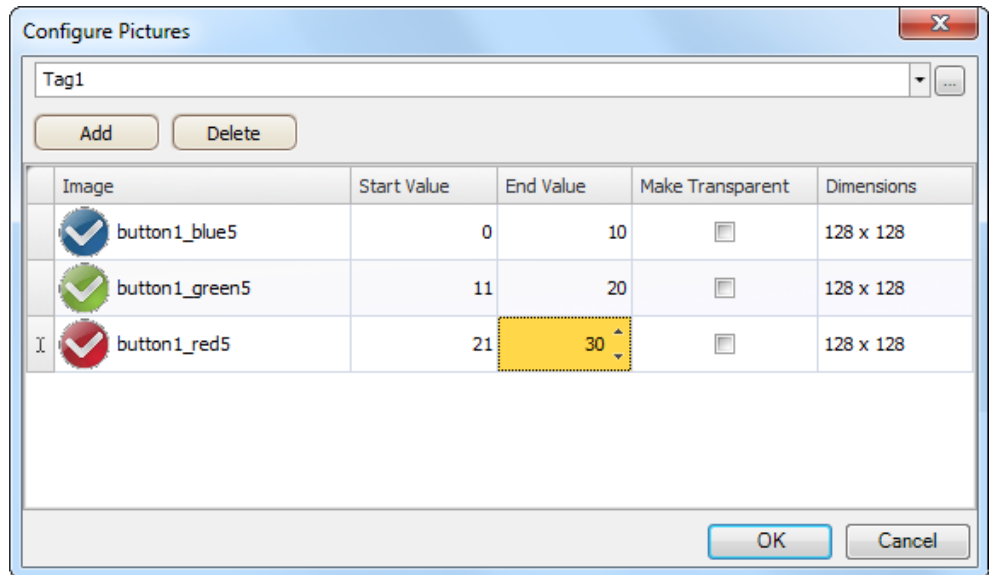 Configure Pictures
Tag1
...
Add Delete
Image Start Value End Value Make Transparent Dimensions
button1_blue5 0 10 128 x 128
button1_green5 11 20 128 x 128
button1_red5 21 30 128 x 128
OK Cancel